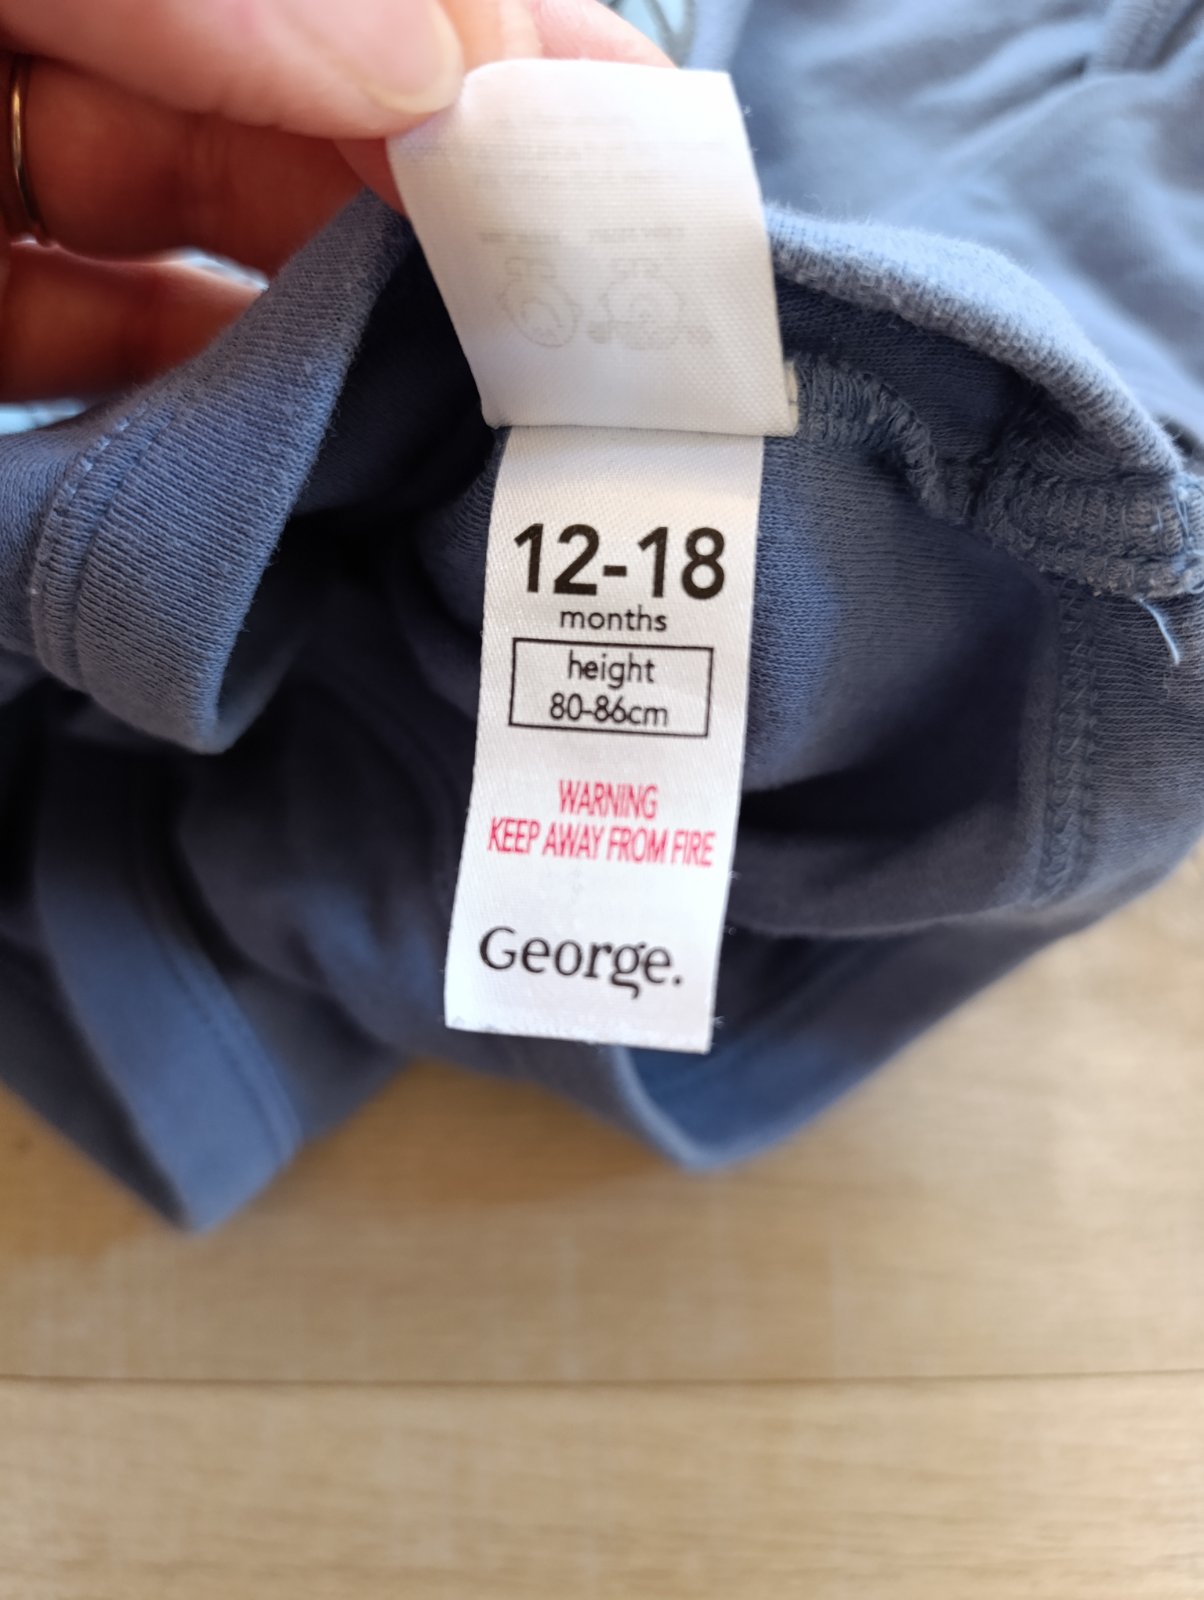 12-18
months
height
80-86cm
WARNING
KEEP AWAY FROM FIRE
George.